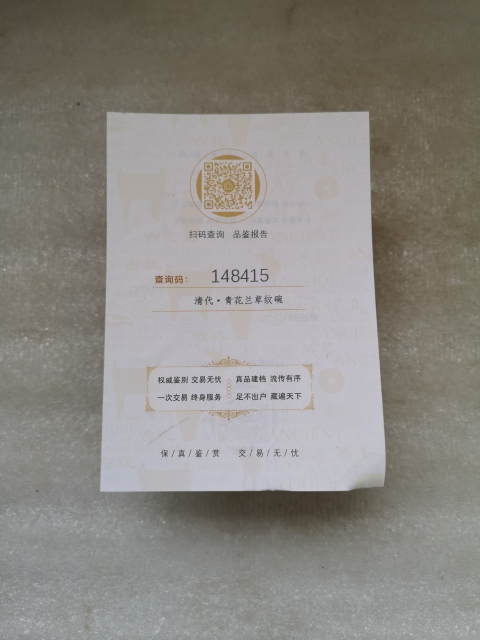 扫码查询 品鉴报告
查询码： 148415
清代·青花兰草纹碗
权威鉴别 交易无忧 真品建档 流传有序
一次交易 终身服务 足不出户 藏遍天下
保/真/鉴/赏 交/易/无/忧